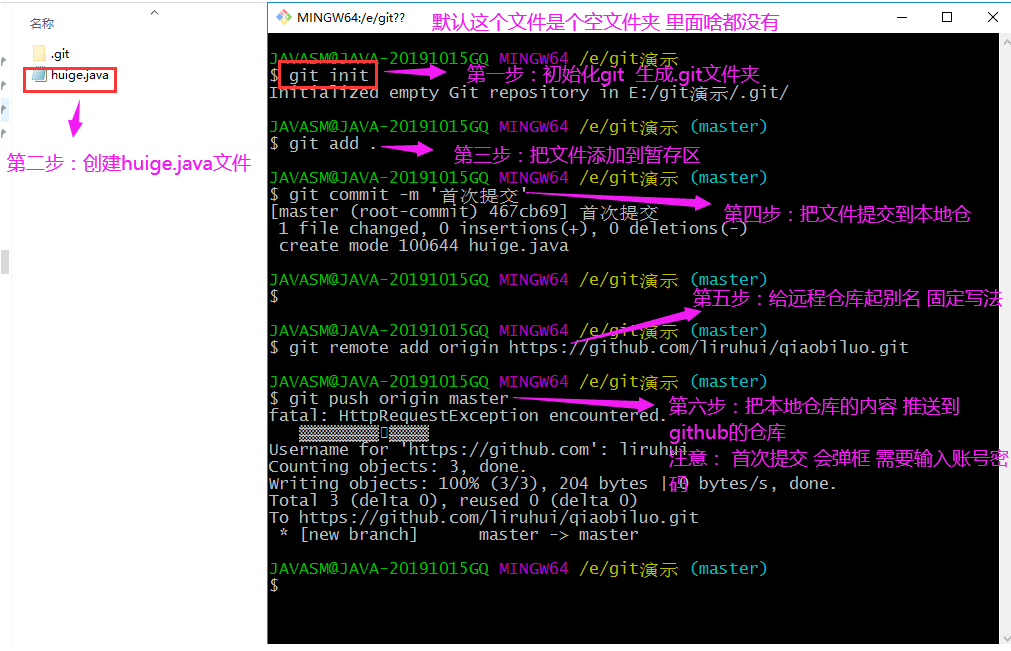 名称
.git
huige.java
第二步：创建huige.java文件
MINGW64:/e/git??
默认这个文件是个空文件夹 里面啥都没有
JAVASM@JAVA-20191015GQ MINGW64 /e/git演示
$ git init
第一步：初始化git 生成.git文件夹
Initialized empty Git repository in E:/git演示/.git/
JAVASM@JAVA-20191015GQ MINGW64 /e/git演示 (master)
$ git add .
第三步：把文件添加到暂存区
JAVASM@JAVA-20191015GQ MINGW64 /e/git演示 (master)
$ git commit -m '首次提交'
第四步：把文件提交到本地仓
[master (root-commit) 467cb69] 首次提交
1 file changed, 0 insertions(+), 0 deletions(-)
create mode 100644 huige.java
JAVASM@JAVA-20191015GQ MINGW64 /e/git演示 (master)
$
第五步：给远程仓库起别名 固定写法
JAVASM@JAVA-20191015GQ MINGW64 /e/git演示 (master)
$ git remote add origin https://github.com/liruhui/qiaobiluo.git
JAVASM@JAVA-20191015GQ MINGW64 /e/git演示 (master)
$ git push origin master
第六步：把本地仓库的内容 推送到
github的仓库
注意： 首次提交 会弹框 需要输入账号密
码
fatal: HttpRequestException encountered.
Username for 'https://github.com': liruhui
Counting objects: 3, done.
Writing objects: 100% (3/3), 204 bytes | 0 bytes/s, done.
Total 3 (delta 0), reused 0 (delta 0)
To https://github.com/liruhui/qiaobiluo.git
* [new branch] master -> master
JAVASM@JAVA-20191015GQ MINGW64 /e/git演示 (master)
$